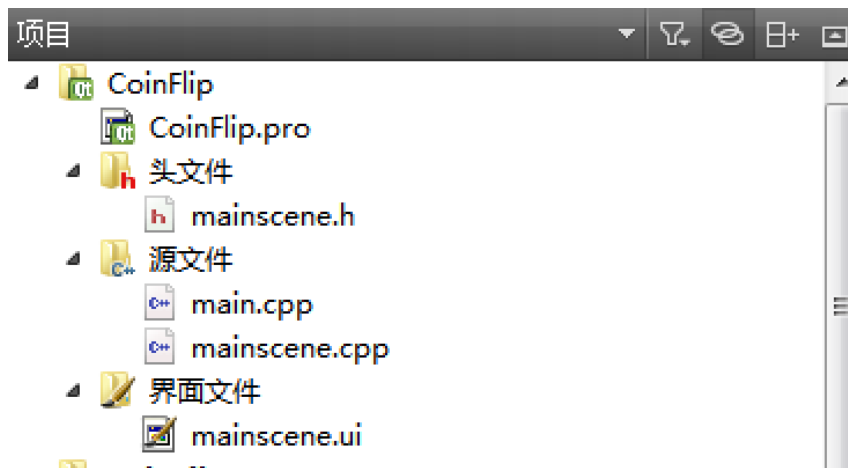 项目
CoinFlip
CoinFlip.pro
头文件
mainscene.h
源文件
main.cpp
mainscene.cpp
界面文件
mainscene.ui